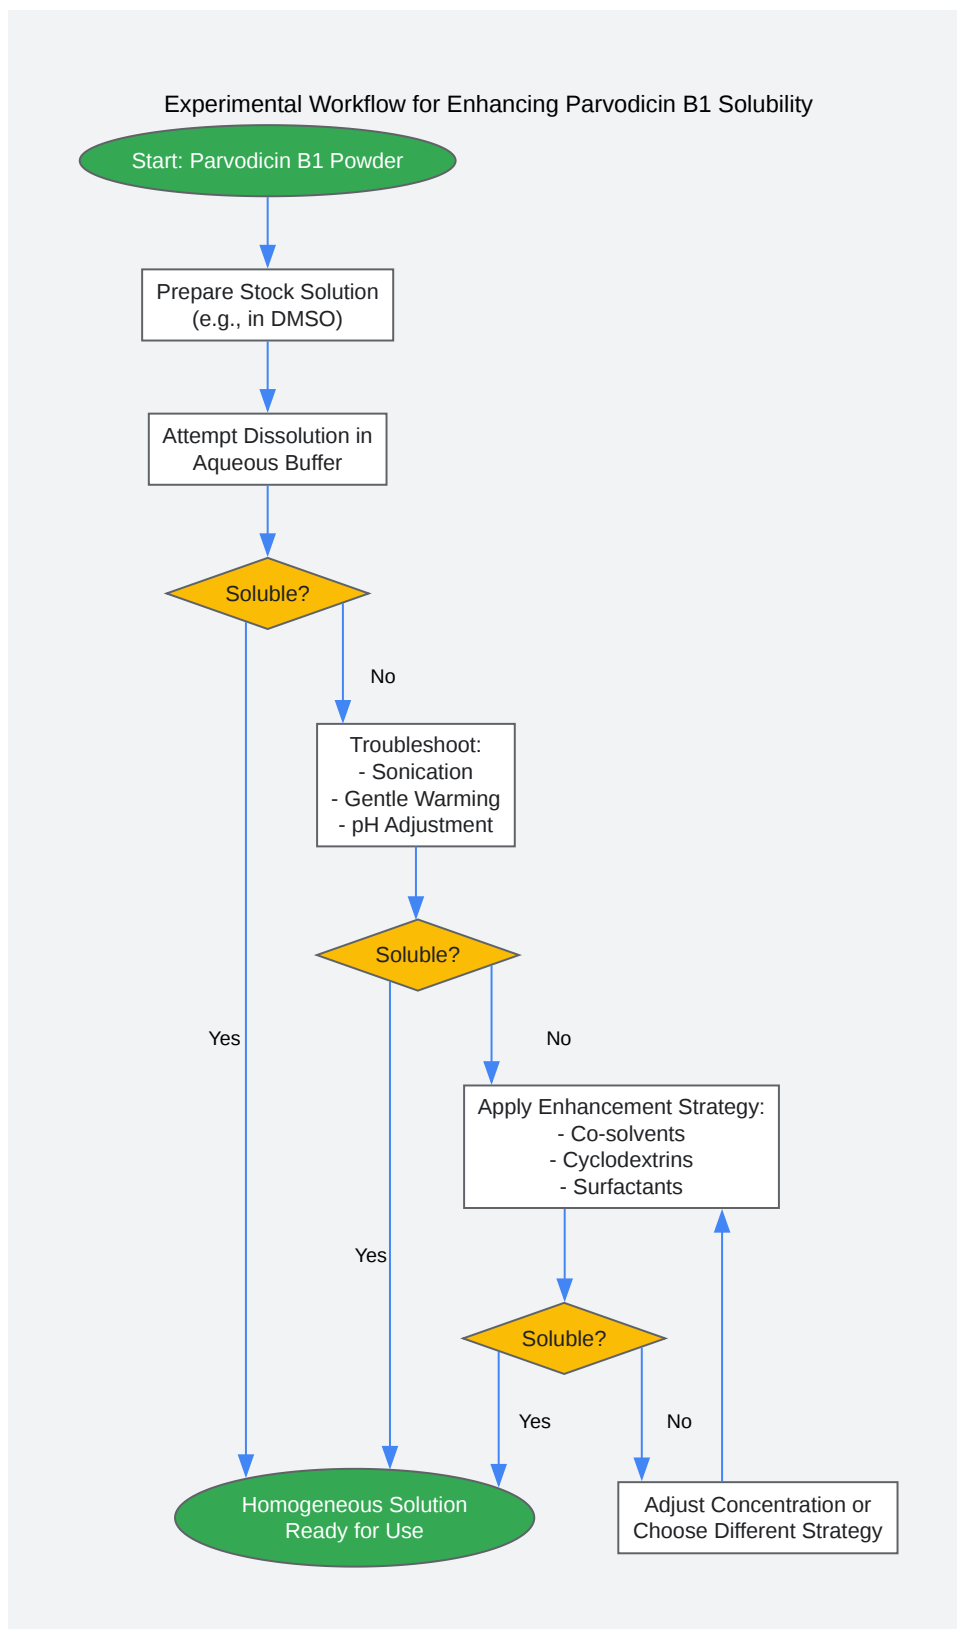 Experimental Workflow for Enhancing Parvodicin B1 Solubility
Start: Parvodicin B1 Powder
Prepare Stock Solution
(e.g., in DMSO)
Attempt Dissolution in
Aqueous Buffer
Soluble?
No
Troubleshoot:
- Sonication
- Gentle Warming
- pH Adjustment
Soluble?
Yes
No
Apply Enhancement Strategy:
- Co-solvents
- Cyclodextrins
- Surfactants
Yes
Soluble?
Yes
No
Homogeneous Solution
Ready for Use
Adjust Concentration or
Choose Different Strategy